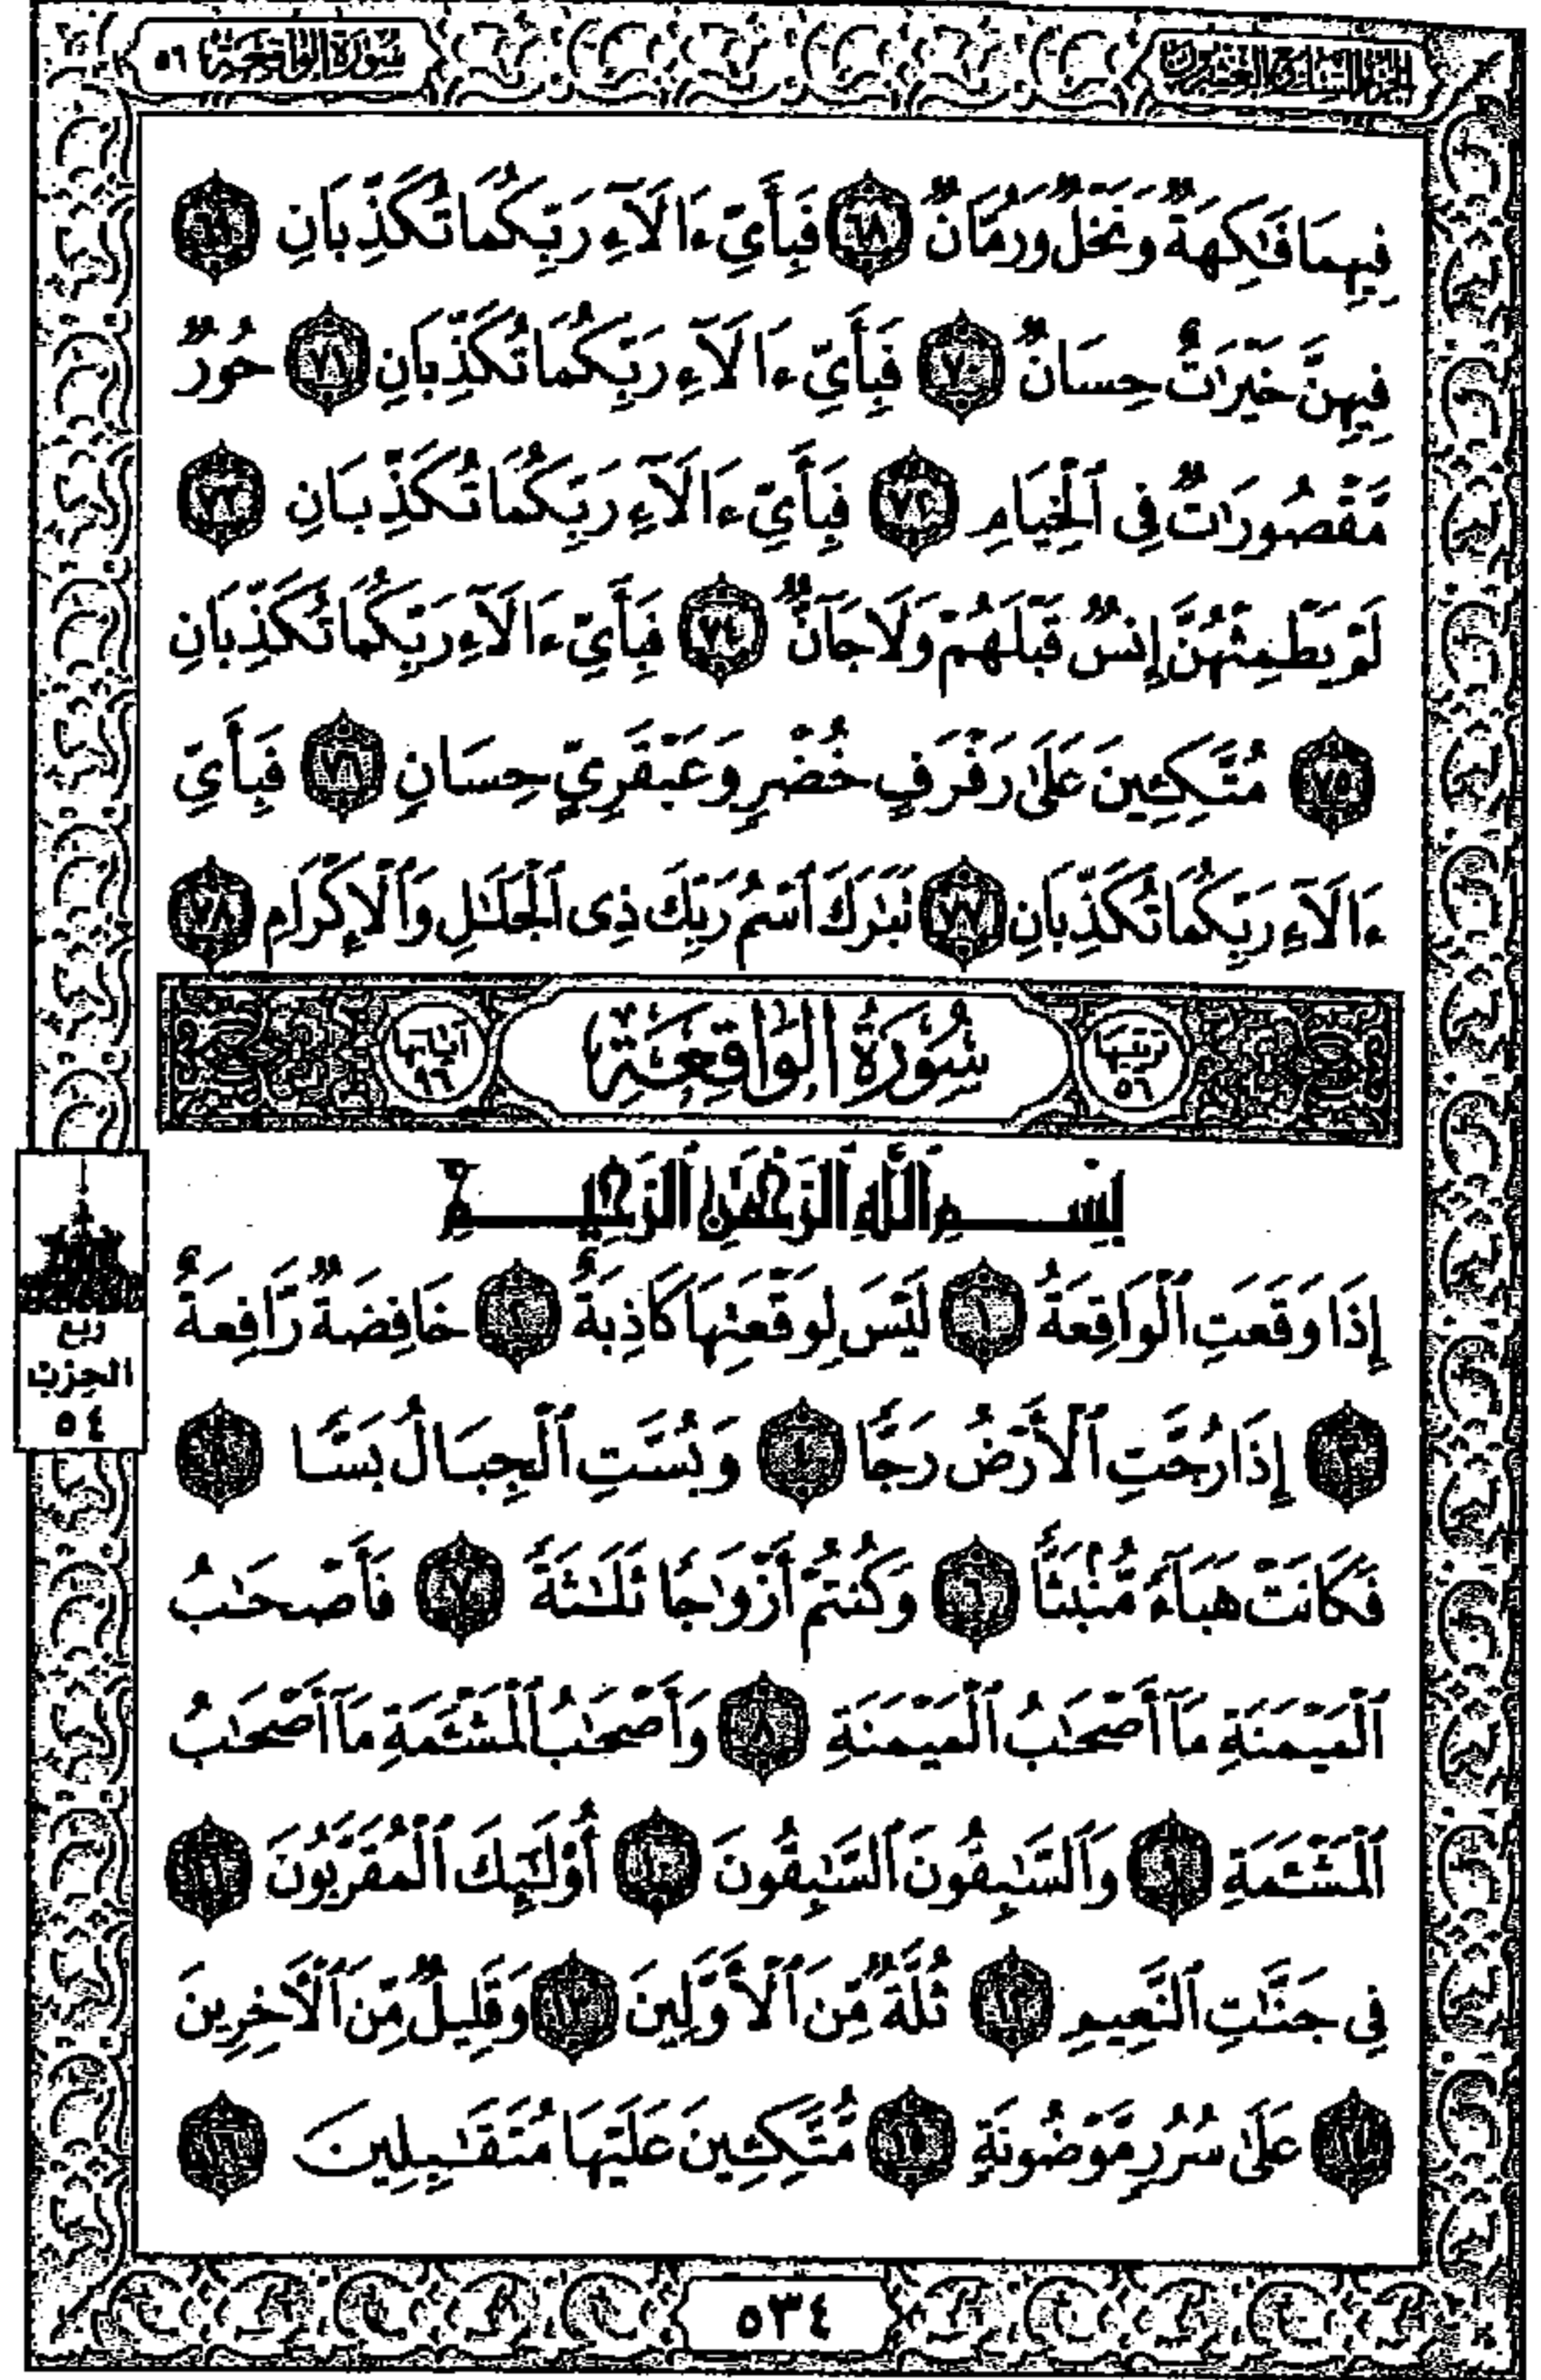 الجزء السابع والعشرون
سورة الواقعة ٥٦
فِيهِمَا فَٰكِهَةٌ وَنَخْلٌ وَرُمَّانٌ ٦٨ فَبِأَيِّ ءَالَآءِ رَبِّكُمَا تُكَذِّبَانِ ٦٩
فِيهِنَّ خَيْرَٰتٌ حِسَانٌ ٧٠ فَبِأَيِّ ءَالَآءِ رَبِّكُمَا تُكَذِّبَانِ ٧١ حُورٌ
مَّقْصُورَٰتٌ فِى ٱلْخِيَامِ ٧٢ فَبِأَيِّ ءَالَآءِ رَبِّكُمَا تُكَذِّبَانِ ٧٣
لَمْ يَطْمِثْهُنَّ إِنسٌ قَبْلَهُمْ وَلَا جَآنٌّ ٧٤ فَبِأَيِّ ءَالَآءِ رَبِّكُمَا تُكَذِّبَانِ
٧٥ مُتَّكِـِٔينَ عَلَىٰ رَفْرَفٍ خُضْرٍ وَعَبْقَرِيٍّ حِسَانٍ ٧٦ فَبِأَيِّ
ءَالَآءِ رَبِّكُمَا تُكَذِّبَانِ ٧٧ تَبَٰرَكَ ٱسْمُ رَبِّكَ ذِى ٱلْجَلَٰلِ وَٱلْإِكْرَامِ ٧٨
ترتيبها ٥٦ سُورَةُ الوَاقِعَةِ آياتها ٩٦
بِسْمِ ٱللَّهِ ٱلرَّحْمَٰنِ ٱلرَّحِيمِ
إِذَا وَقَعَتِ ٱلْوَاقِعَةُ ١ لَيْسَ لِوَقْعَتِهَا كَاذِبَةٌ ٢ خَافِضَةٌ رَّافِعَةٌ
٣ إِذَا رُجَّتِ ٱلْأَرْضُ رَجًّا ٤ وَبُسَّتِ ٱلْجِبَالُ بَسًّا ٥
فَكَانَتْ هَبَآءً مُّنۢبَثًّا ٦ وَكُنتُمْ أَزْوَٰجًا ثَلَٰثَةً ٧ فَأَصْحَٰبُ
ٱلْمَيْمَنَةِ مَآ أَصْحَٰبُ ٱلْمَيْمَنَةِ ٨ وَأَصْحَٰبُ ٱلْمَشْـَٔمَةِ مَآ أَصْحَٰبُ
ٱلْمَشْـَٔمَةِ ٩ وَٱلسَّٰبِقُونَ ٱلسَّٰبِقُونَ ١٠ أُو۟لَٰٓئِكَ ٱلْمُقَرَّبُونَ ١١
فِى جَنَّٰتِ ٱلنَّعِيمِ ١٢ ثُلَّةٌ مِّنَ ٱلْأَوَّلِينَ ١٣ وَقَلِيلٌ مِّنَ ٱلْءَاخِرِينَ
١٤ عَلَىٰ سُرُرٍ مَّوْضُونَةٍ ١٥ مُّتَّكِـِٔينَ عَلَيْهَا مُتَقَٰبِلِينَ ١٦
ربع
الحزب
٥٤
٥٣٤